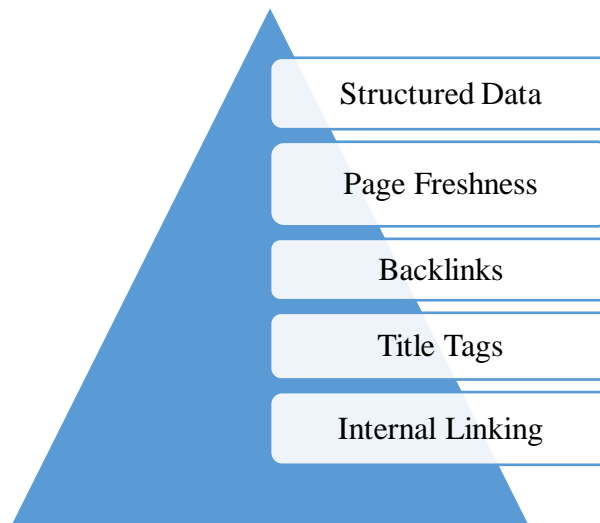 Structured Data
Page Freshness
Backlinks
Title Tags
Internal Linking